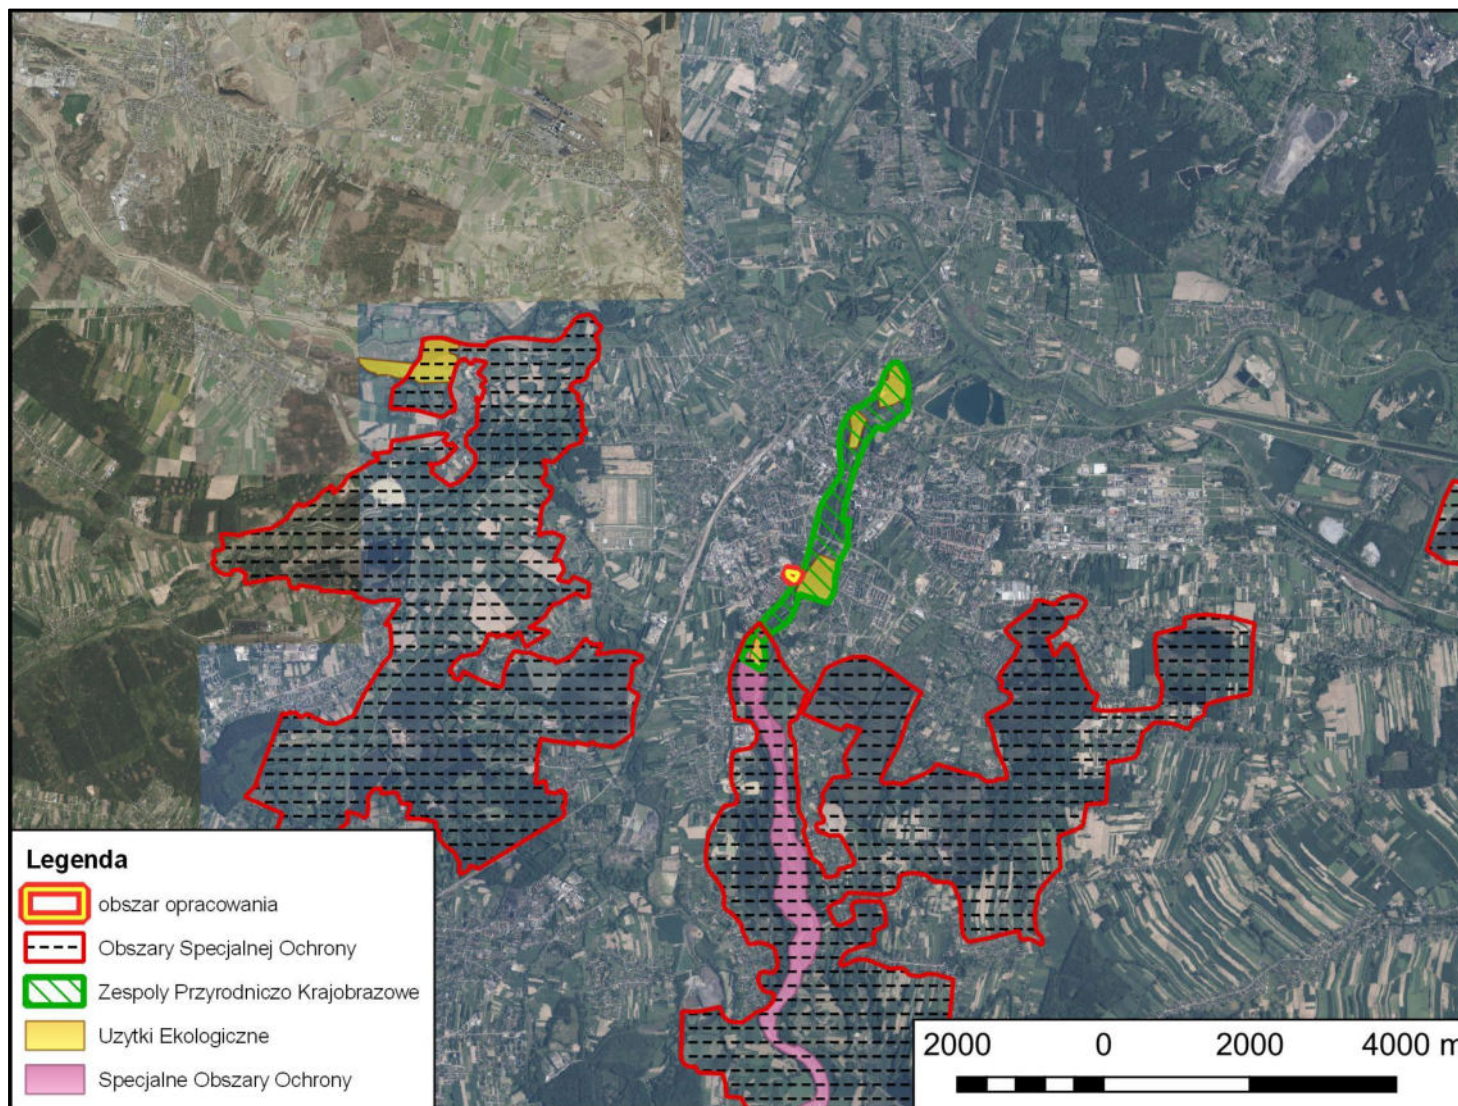 Legenda
obszar opracowania
Obszary Specjalnej Ochrony
Zespoly Przyrodniczo Krajobrazowe
Uzytki Ekologiczne
Specjalne Obszary Ochrony
2000 0 2000 4000 m